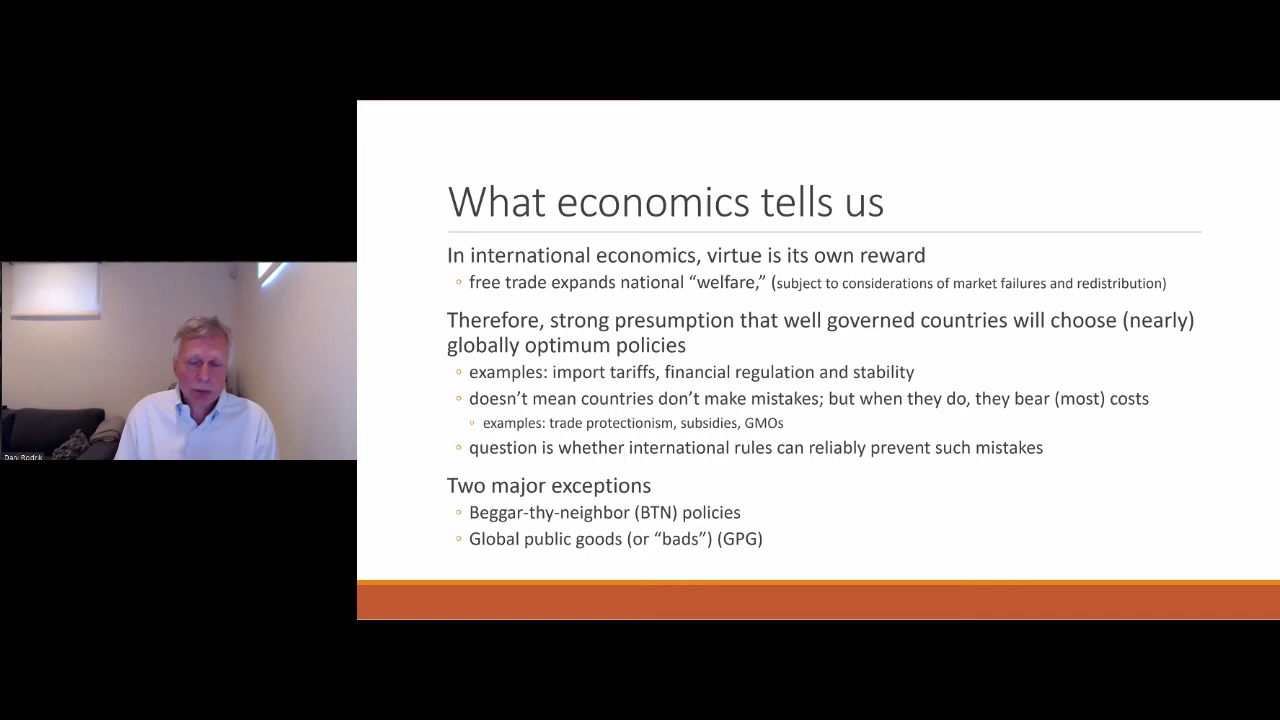 What economics tells us
In international economics, virtue is its own reward
◦ free trade expands national “welfare,” (subject to considerations of market failures and redistribution)
Therefore, strong presumption that well governed countries will choose (nearly)
globally optimum policies
◦ examples: import tariffs, financial regulation and stability
◦ doesn’t mean countries don’t make mistakes; but when they do, they bear (most) costs
◦ examples: trade protectionism, subsidies, GMOs
◦ question is whether international rules can reliably prevent such mistakes
Two major exceptions
◦ Beggar-thy-neighbor (BTN) policies
◦ Global public goods (or “bads”) (GPG)
Dani Rodrik